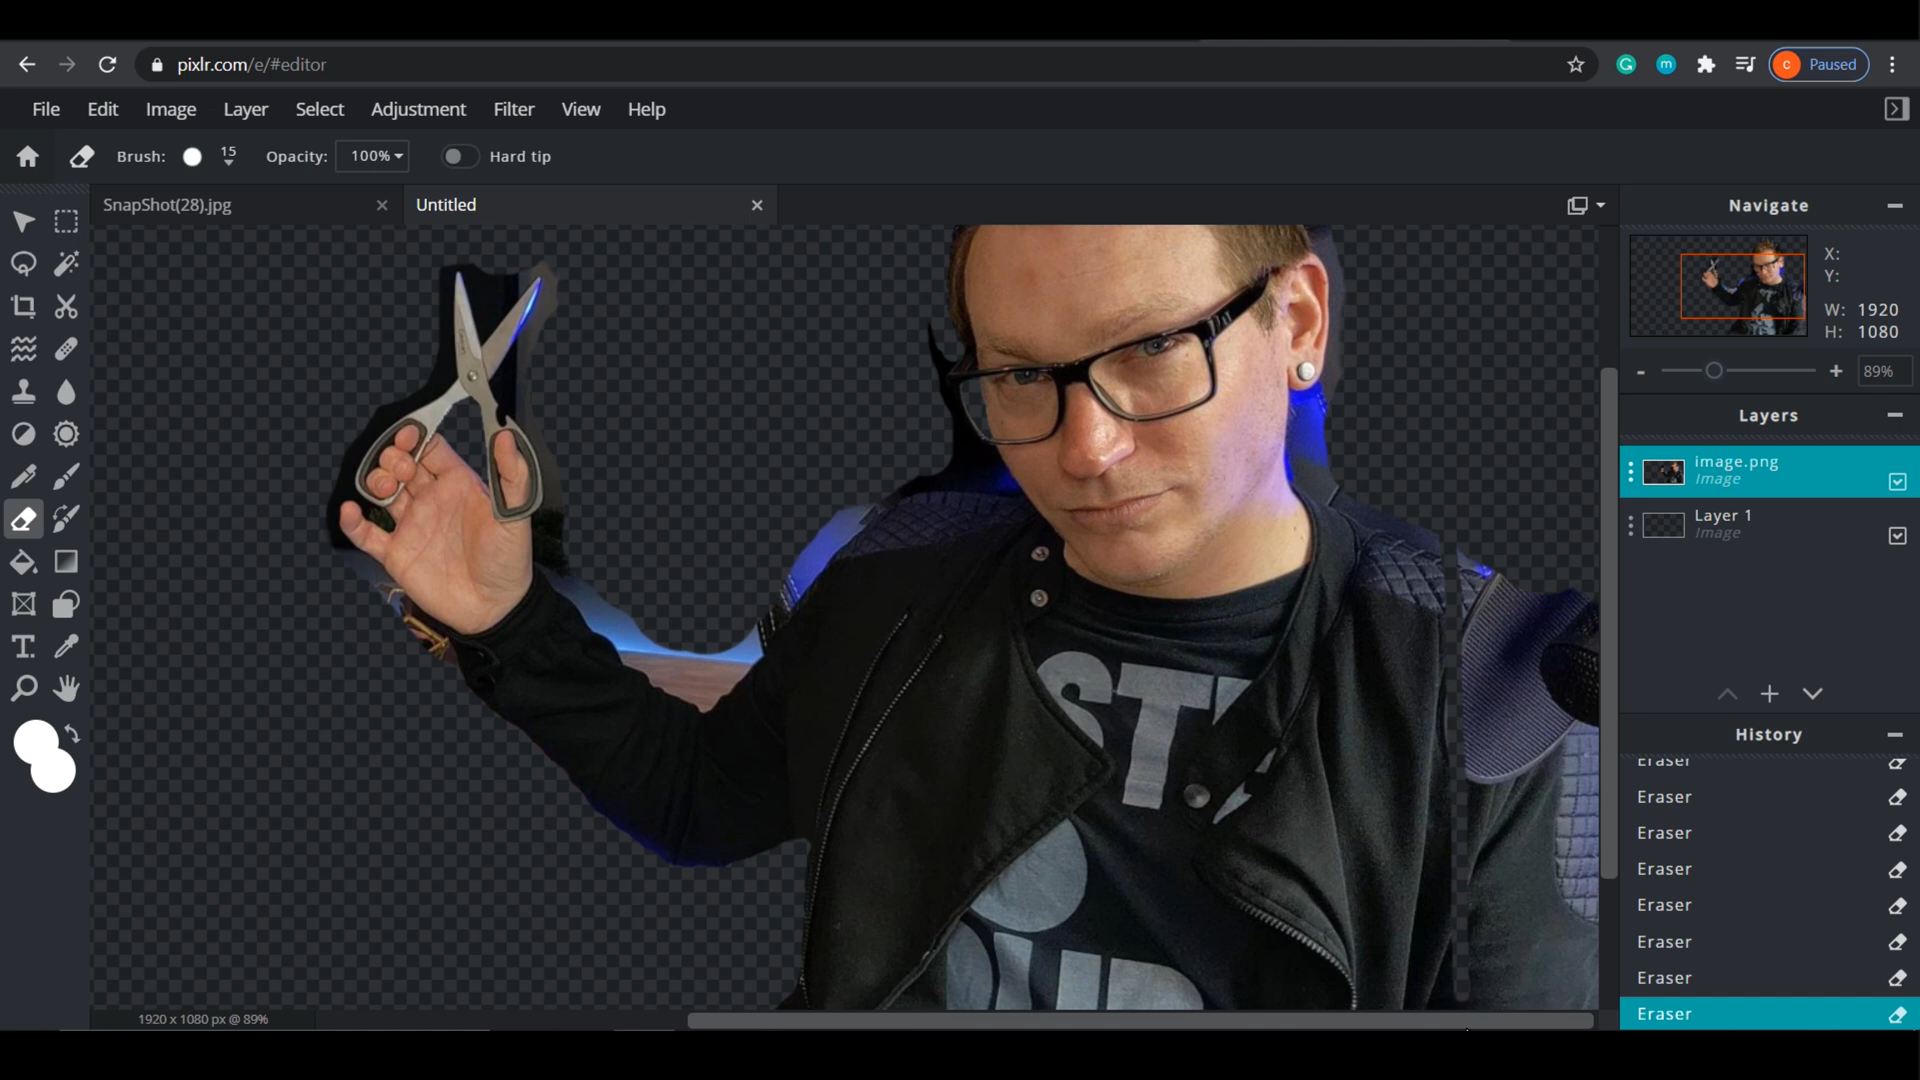 pixlr.com/e/#editor
Paused
File Edit Image Layer Select Adjustment Filter View Help
Brush: 15 Opacity: 100% Hard tip
SnapShot(28).jpg Untitled
Navigate
X:
Y:
W: 1920
H: 1080
- + 89%
Layers
image.png
Image
Layer 1
Image
History
Eraser
Eraser
Eraser
Eraser
Eraser
Eraser
Eraser
Eraser
1920 x 1080 px @ 89%